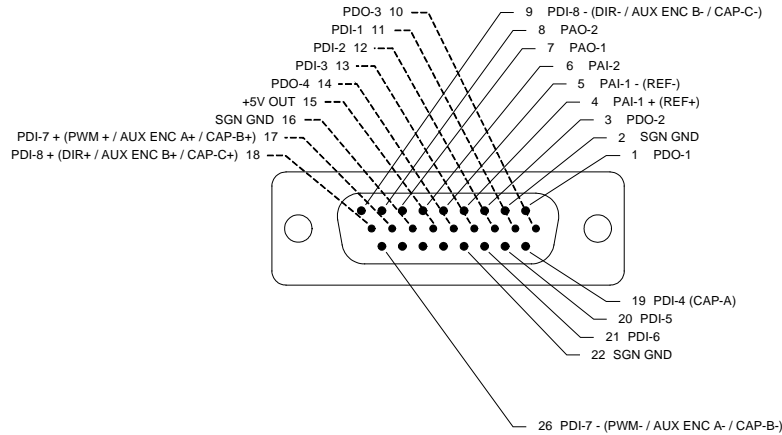 PDO-3 10
PDI-1 11
PDI-2 12
PDI-3 13
PDO-4 14
+5V OUT 15
SGN GND 16
PDI-7 + (PWM + / AUX ENC A+ / CAP-B+) 17
PDI-8 + (DIR+ / AUX ENC B+ / CAP-C+) 18
9 PDI-8 - (DIR- / AUX ENC B- / CAP-C-)
8 PAO-2
7 PAO-1
6 PAI-2
5 PAI-1 - (REF-)
4 PAI-1 + (REF+)
3 PDO-2
2 SGN GND
1 PDO-1
19 PDI-4 (CAP-A)
20 PDI-5
21 PDI-6
22 SGN GND
26 PDI-7 - (PWM- / AUX ENC A- / CAP-B-)